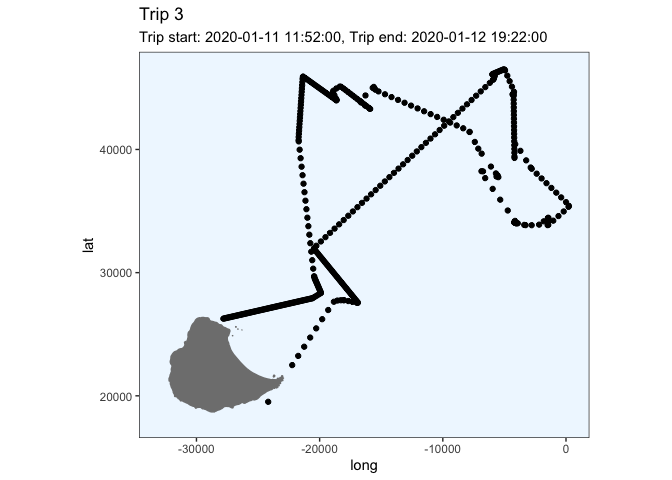 Trip 3
Trip start: 2020-01-11 11:52:00, Trip end: 2020-01-12 19:22:00
40000
lat
30000
20000
-30000 -20000 -10000 0
long